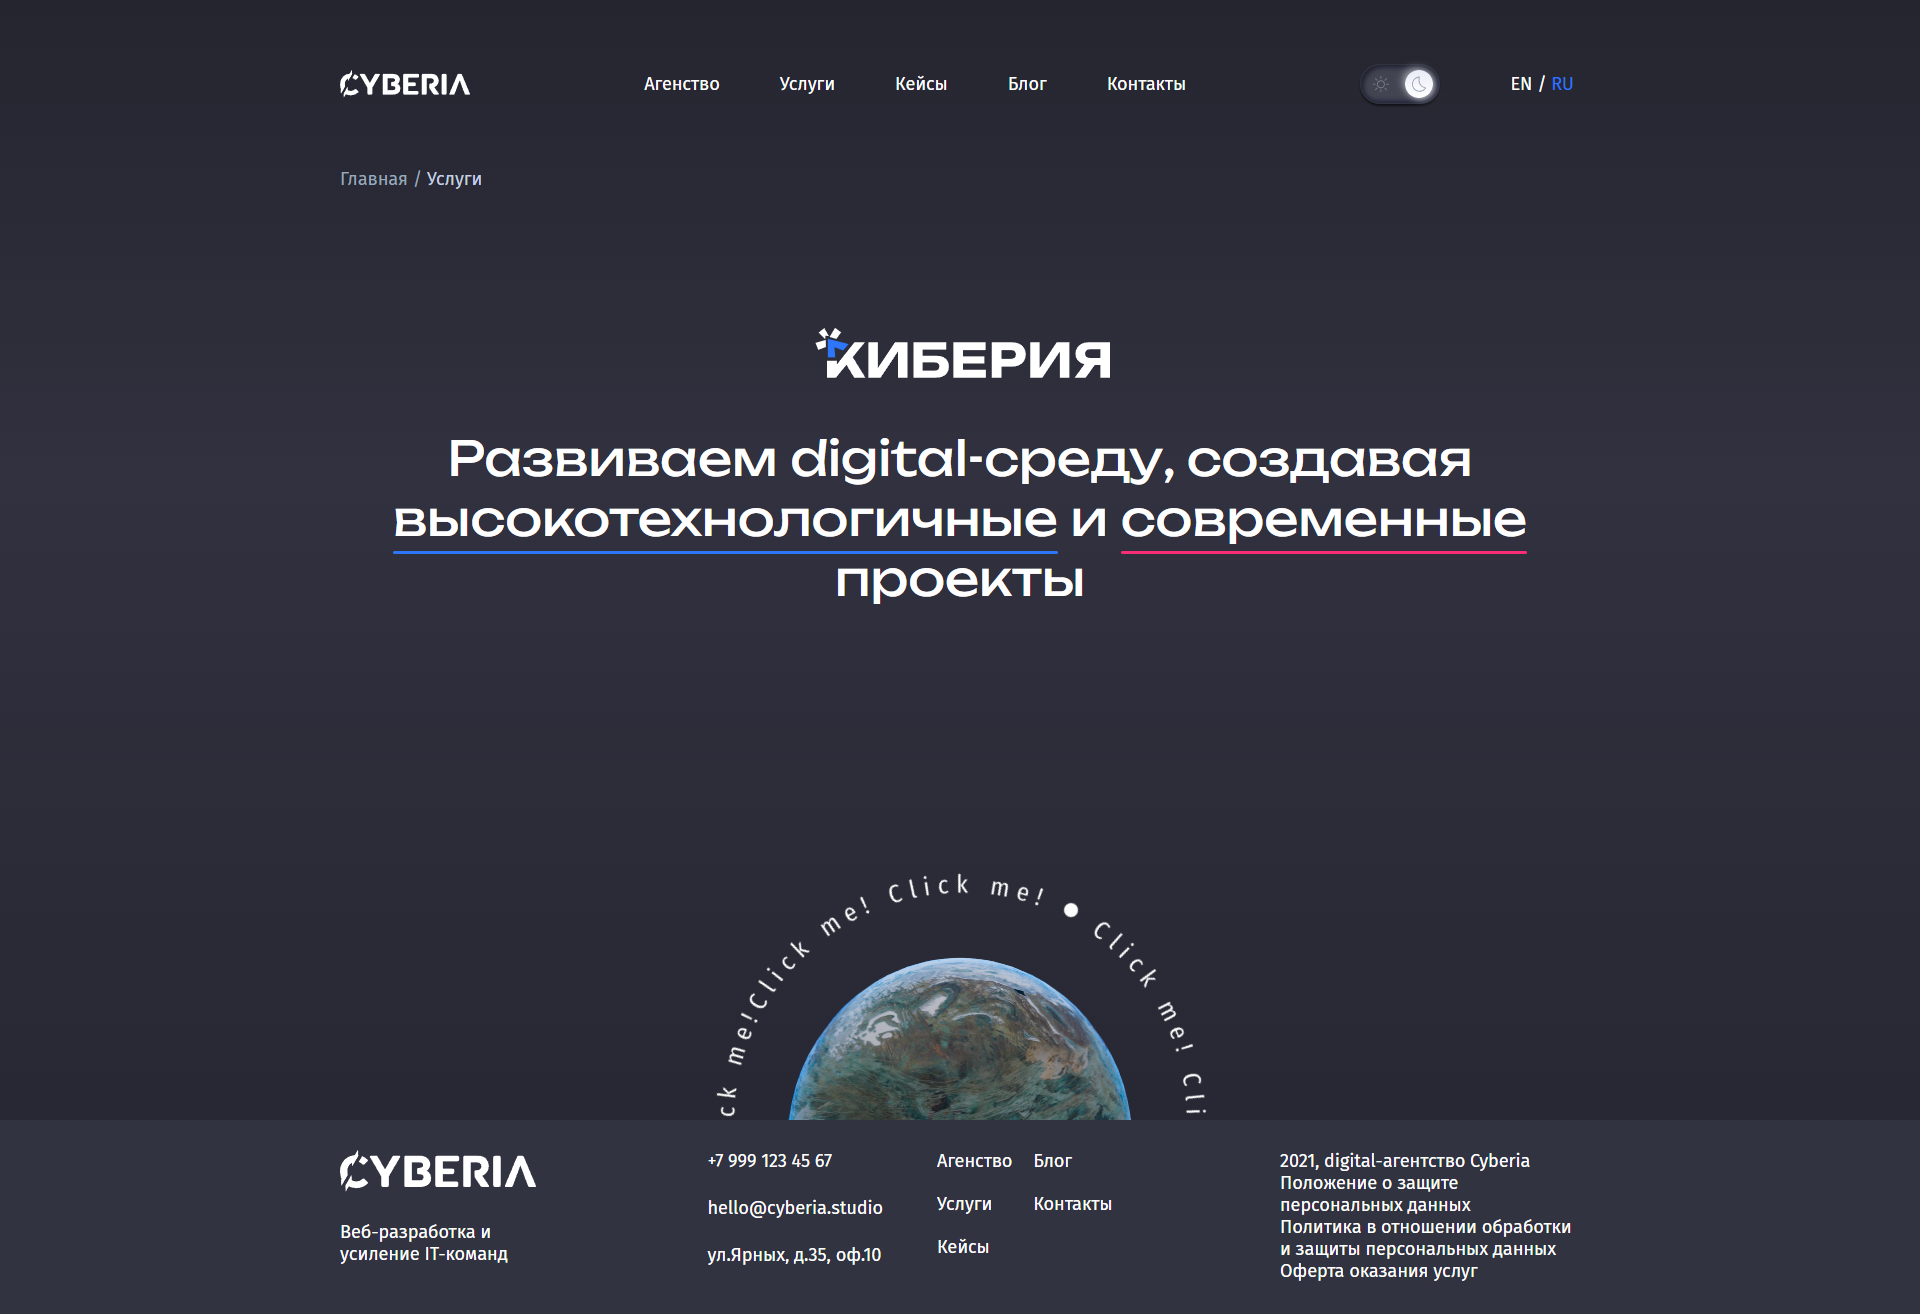 CYBERIA
Агенство Услуги Кейсы Блог Контакты
EN / RU
Главная / Услуги
КИБЕРИЯ
Развиваем digital-среду, создавая
высокотехнологичные и современные
проекты
ck me!Click me! Click me! ● Click me! Cli
CYBERIA
Веб-разработка и
усиление IT-команд
+7 999 123 45 67
hello@cyberia.studio
ул.Ярных, д.35, оф.10
Агенство
Услуги
Кейсы
Блог
Контакты
2021, digital-агентство Cyberia
Положение о защите
персональных данных
Политика в отношении обработки
и защиты персональных данных
Оферта оказания услуг